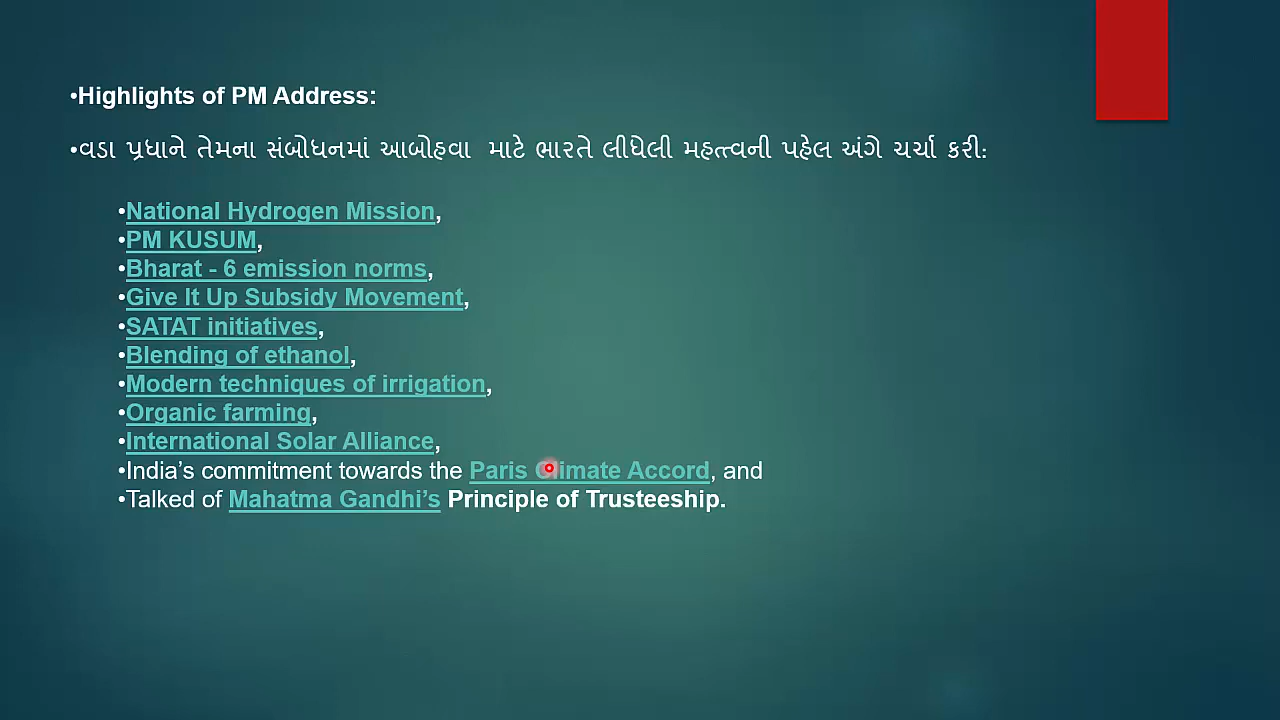 •Highlights of PM Address:
•વડા પ્રધાને તેમના સંબોધનમાં આબોહવા માટે ભારતે લીધેલી મહત્ત્વની પહેલ અંગે ચર્ચા કરી:
•National Hydrogen Mission,
•PM KUSUM,
•Bharat - 6 emission norms,
•Give It Up Subsidy Movement,
•SATAT initiatives,
•Blending of ethanol,
•Modern techniques of irrigation,
•Organic farming,
•International Solar Alliance,
•India’s commitment towards the Paris Climate Accord, and
•Talked of Mahatma Gandhi’s Principle of Trusteeship.